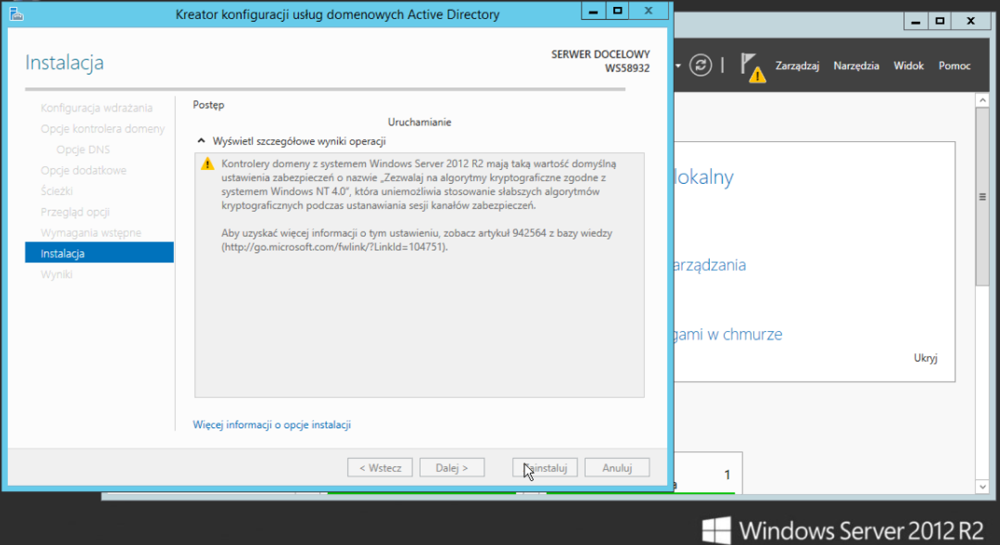 Kreator konfiguracji usług domenowych Active Directory
Instalacja
SERWER DOCELOWY
WS58932
Zarządzaj Narzędzia Widok Pomoc
Konfiguracja wdrażania
Opcje kontrolera domeny
Opcje DNS
Opcje dodatkowe
Ścieżki
Przegląd opcji
Wymagania wstępne
Instalacja
Wyniki
Postęp
Uruchamianie
Wyświetl szczegółowe wyniki operacji
Kontrolery domeny z systemem Windows Server 2012 R2 mają taką wartość domyślną
ustawienia zabezpieczeń o nazwie „Zezwalaj na algorytmy kryptograficzne zgodne z
systemem Windows NT 4.0”, która uniemożliwia stosowanie słabszych algorytmów
kryptograficznych podczas ustanawiania sesji kanałów zabezpieczeń.
Aby uzyskać więcej informacji o tym ustawieniu, zobacz artykuł 942564 z bazy wiedzy
(http://go.microsoft.com/fwlink/?LinkId=104751).
Więcej informacji o opcje instalacji
< Wstecz
Dalej >
ainstaluj
Anuluj
lokalny
arządzania
gami w chmurze
Ukryj
1
a
Windows Server 2012 R2